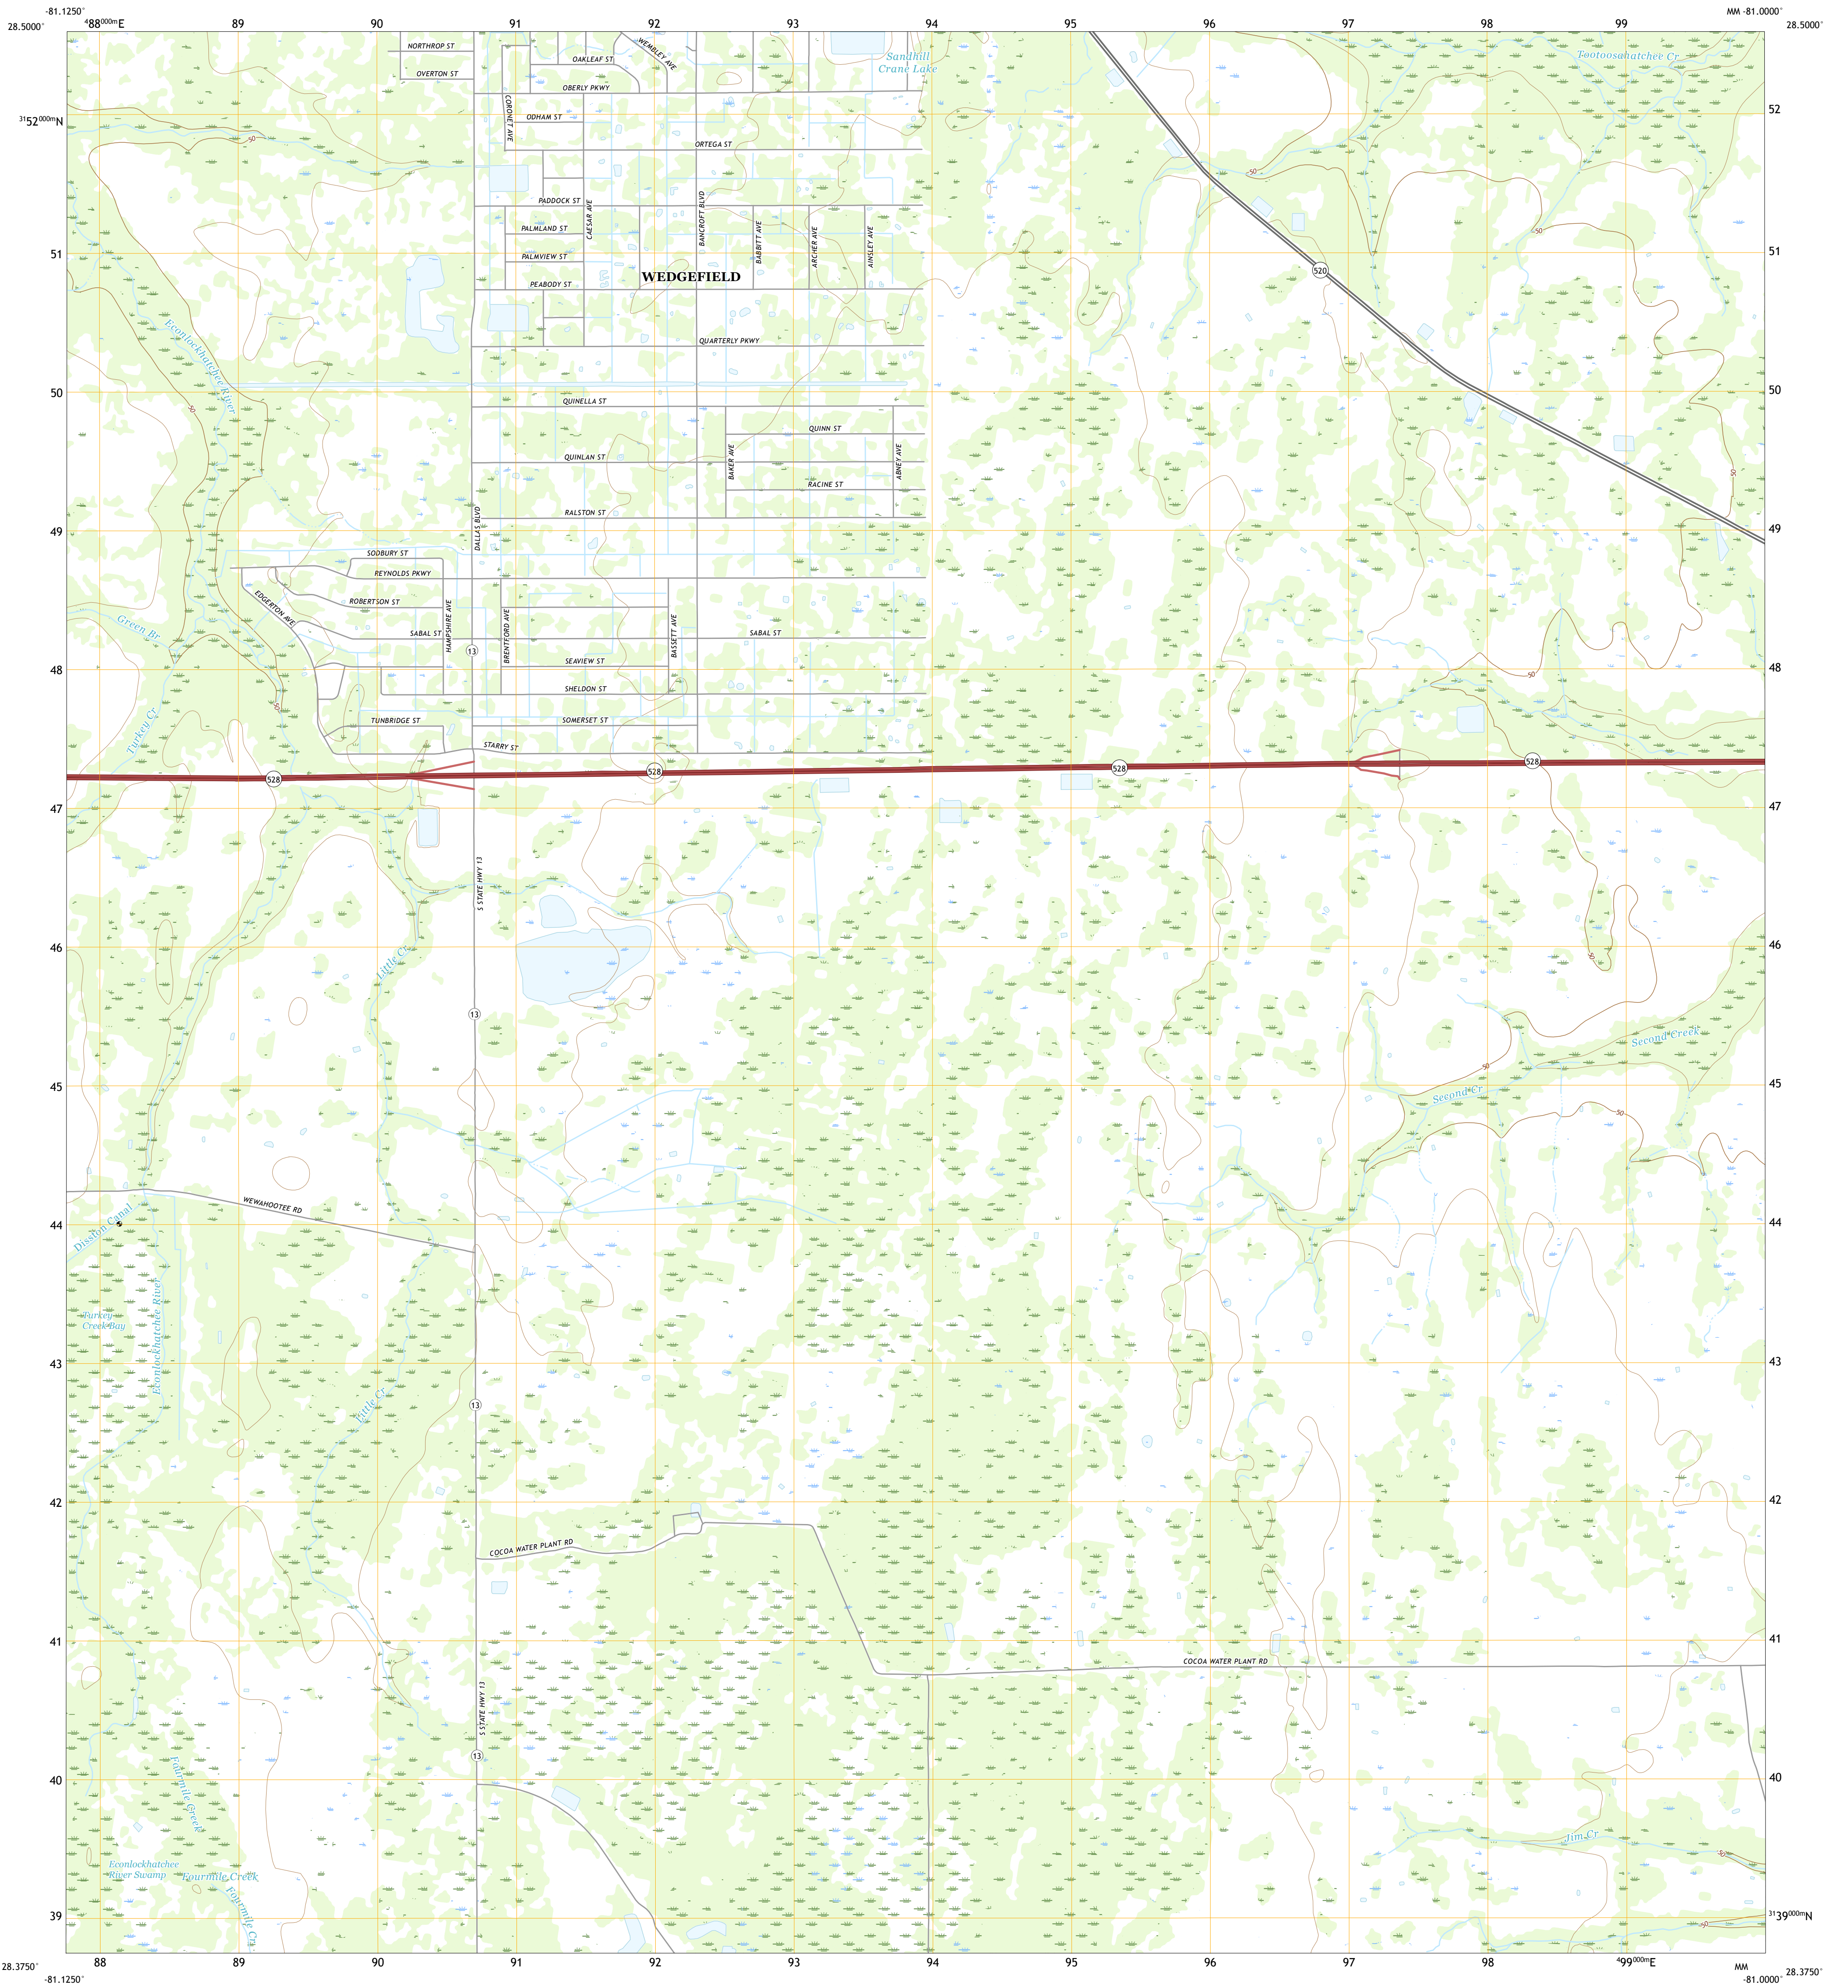 -81.1250°
MM -81.0000°
28.5000°
488000mE
89
90
91
92
93
94
95
96
97
98
99
28.5000°
NORTHROP ST
OVERTON ST
OAKLEAF ST
WEMBLEY AVE
OBERLY PKWY
Sandhill
Crane Lake
Tootoosahatchee Cr
3152000mN
52
CORONET AVE
ODHAM ST
ORTEGA ST
50
50
PADDOCK ST
CAESAR AVE
BANCROFT BLVD
BABBITT AVE
ARCHER AVE
AINSLEY AVE
PALMLAND ST
50
51
51
PALMVIEW ST
WEDGEFIELD
520
PEABODY ST
Econlockhatchee River
QUARTERLY PKWY
50
50
QUINELLA ST
50
QUINN ST
QUINLAN ST
BAKER AVE
ABNEY AVE
RACINE ST
50
DALLAS BLVD
RALSTON ST
49
49
SODBURY ST
REYNOLDS PKWY
EDGERTON AVE
ROBERTSON ST
HAMPSHIRE AVE
BRENTFORD AVE
BASSETT AVE
Green Br
SABAL ST
SABAL ST
13
SEAVIEW ST
48
48
50
SHELDON ST
50
Turkey Cr
TUNBRIDGE ST
SOMERSET ST
STARRY ST
528
528
528
528
47
47
S STATE HWY 13
46
46
Little Cr
50
13
Second Creek
50
45
45
Second Cr
50
WEWAHOOTEE RD
Disston Canal
44
44
Turkey
Creek Bay
Econlockhatchee River
43
43
Little Cr
13
42
42
COCOA WATER PLANT RD
41
41
COCOA WATER PLANT RD
S STATE HWY 13
13
40
40
Fourmile Creek
Jim Cr
50
Econlockhatchee
River Swamp
Fourmile Creek
Fourmile Cr
39
50
3139000mN
28.3750°
88
89
90
91
92
93
94
95
96
97
98
499000mE
MM
28.3750°
-81.1250°
-81.0000°